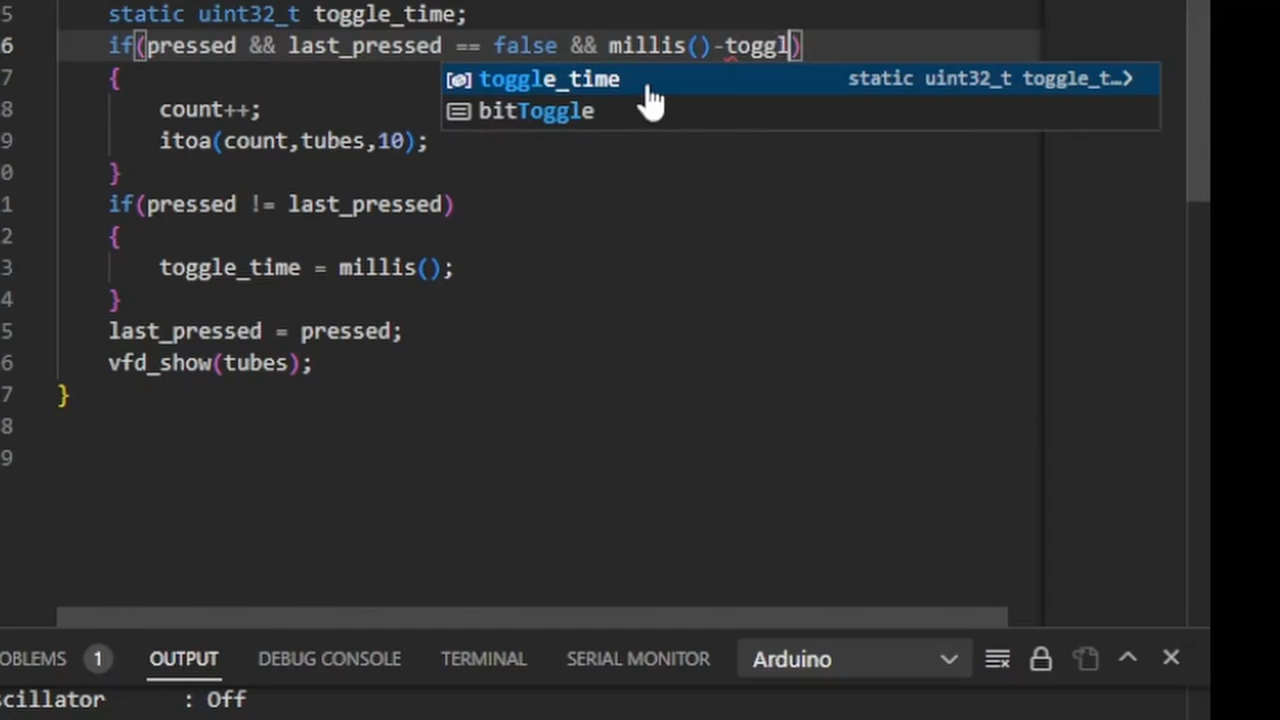 5 static uint32_t toggle_time;
6 if(pressed && last_pressed == false && millis()-toggl)
7 {
toggle_time static uint32_t toggle_t…
8 count++;
bitToggle
9 itoa(count,tubes,10);
0 }
1 if(pressed != last_pressed)
2 {
3 toggle_time = millis();
4 }
5 last_pressed = pressed;
6 vfd_show(tubes);
7 }
8
9
OBLEMS 1 OUTPUT DEBUG CONSOLE TERMINAL SERIAL MONITOR Arduino
scillator : Off